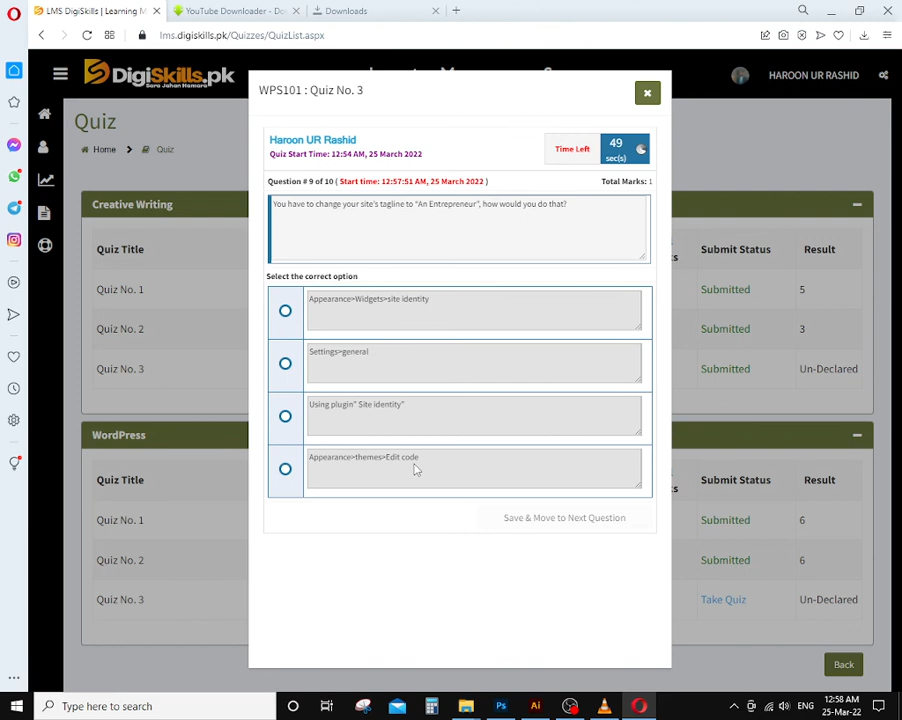 LMS DigiSkills | Learning M
YouTube Downloader - Do
Downloads
lms.digiskills.pk/Quizzes/QuizList.aspx
DigiSkills.pk
HAROON UR RASHID
Quiz
Home
Quiz
Creative Writing
Quiz Title
Submit Status
Result
Quiz No. 1
Submitted
5
Quiz No. 2
Submitted
3
Quiz No. 3
Submitted
Un-Declared
WordPress
Quiz Title
Submit Status
Result
Quiz No. 1
Submitted
6
Quiz No. 2
Submitted
6
Quiz No. 3
Take Quiz
Un-Declared
Back
WPS101 : Quiz No. 3
Haroon UR Rashid
Quiz Start Time: 12:54 AM, 25 March 2022
Time Left
49
sec(s)
Question # 9 of 10 ( Start time: 12:57:51 AM, 25 March 2022 )
Total Marks: 1
You have to change your site's tagline to “An Entrepreneur”, how would you do that?
Select the correct option
Appearance>Widgets>site identity
Settings>general
Using plugin” Site identity”
Appearance>themes>Edit code
Save & Move to Next Question
Type here to search
12:58 AM
25-Mar-22